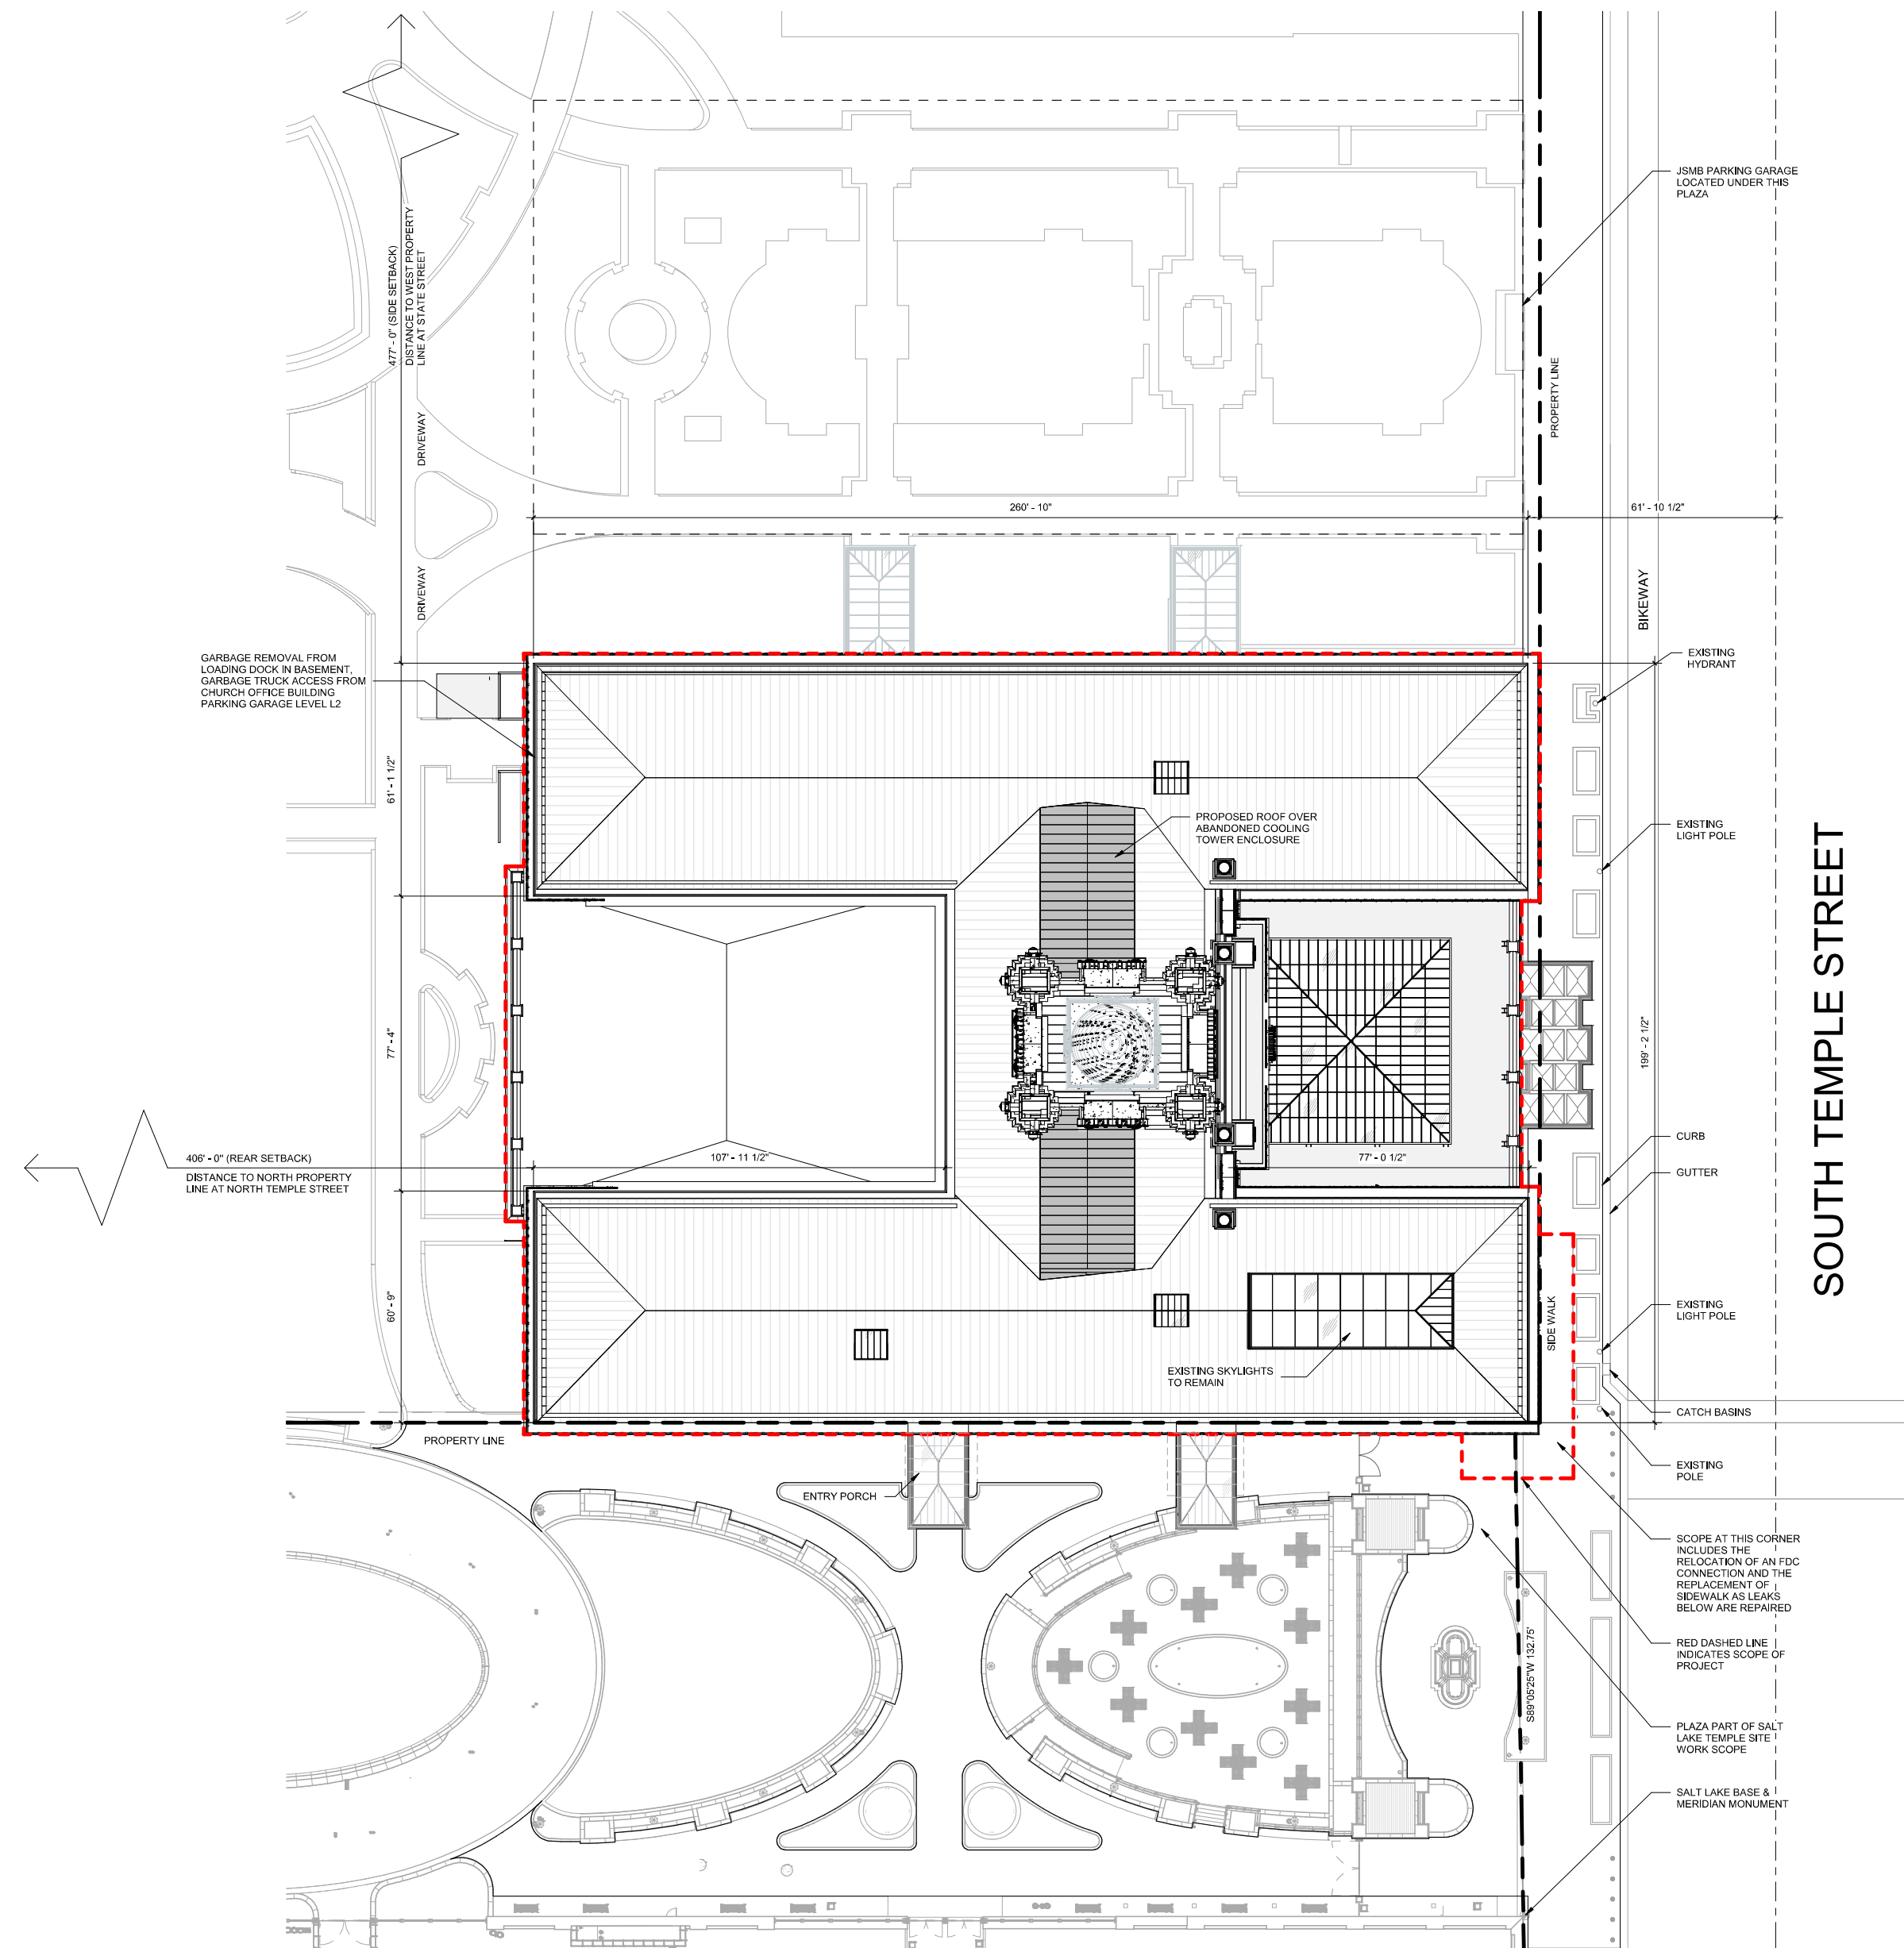 JSMB PARKING GARAGE
LOCATED UNDER THIS
PLAZA
477' - 0" (SIDE SETBACK)
DISTANCE TO WEST PROPERTY
LINE AT STATE STREET
DRIVEWAY
PROPERTY LINE
260' - 10"
61' - 10 1/2"
DRIVEWAY
BIKEWAY
GARBAGE REMOVAL FROM
LOADING DOCK IN BASEMENT,
GARBAGE TRUCK ACCESS FROM
CHURCH OFFICE BUILDING
PARKING GARAGE LEVEL L2
EXISTING
HYDRANT
61' - 1 1/2"
PROPOSED ROOF OVER
ABANDONED COOLING
TOWER ENCLOSURE
EXISTING
LIGHT POLE
SOUTH TEMPLE STREET
77' - 4"
199' - 2 1/2"
CURB
406' - 0" (REAR SETBACK)
DISTANCE TO NORTH PROPERTY
LINE AT NORTH TEMPLE STREET
107' - 11 1/2"
77' - 0 1/2"
GUTTER
60' - 9"
SIDE WALK
EXISTING
LIGHT POLE
EXISTING SKYLIGHTS
TO REMAIN
CATCH BASINS
PROPERTY LINE
EXISTING
POLE
ENTRY PORCH
SCOPE AT THIS CORNER
INCLUDES THE
RELOCATION OF AN FDC
CONNECTION AND THE
REPLACEMENT OF
SIDEWALK AS LEAKS
BELOW ARE REPAIRED
S89°05'25"W 132.75'
RED DASHED LINE
INDICATES SCOPE OF
PROJECT
PLAZA PART OF SALT
LAKE TEMPLE SITE
WORK SCOPE
SALT LAKE BASE &
MERIDIAN MONUMENT